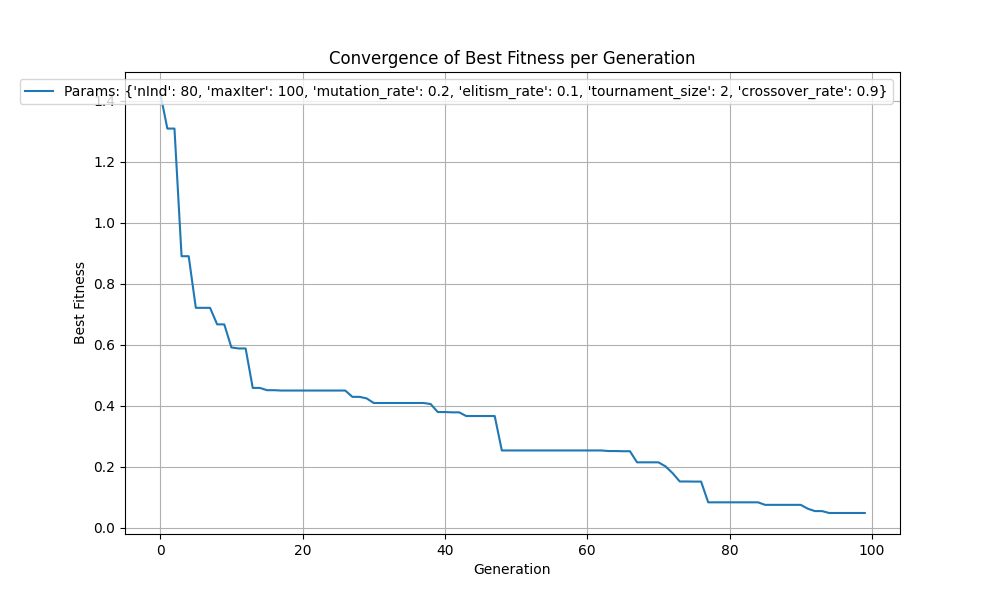 Convergence of Best Fitness per Generation
Params: {'nInd': 80, 'maxIter': 100, 'mutation_rate': 0.2, 'elitism_rate': 0.1, 'tournament_size': 2, 'crossover_rate': 0.9}
1.4
1.2
1.0
0.8
0.6
0.4
0.2
0.0
Best Fitness
0 20 40 60 80 100
Generation